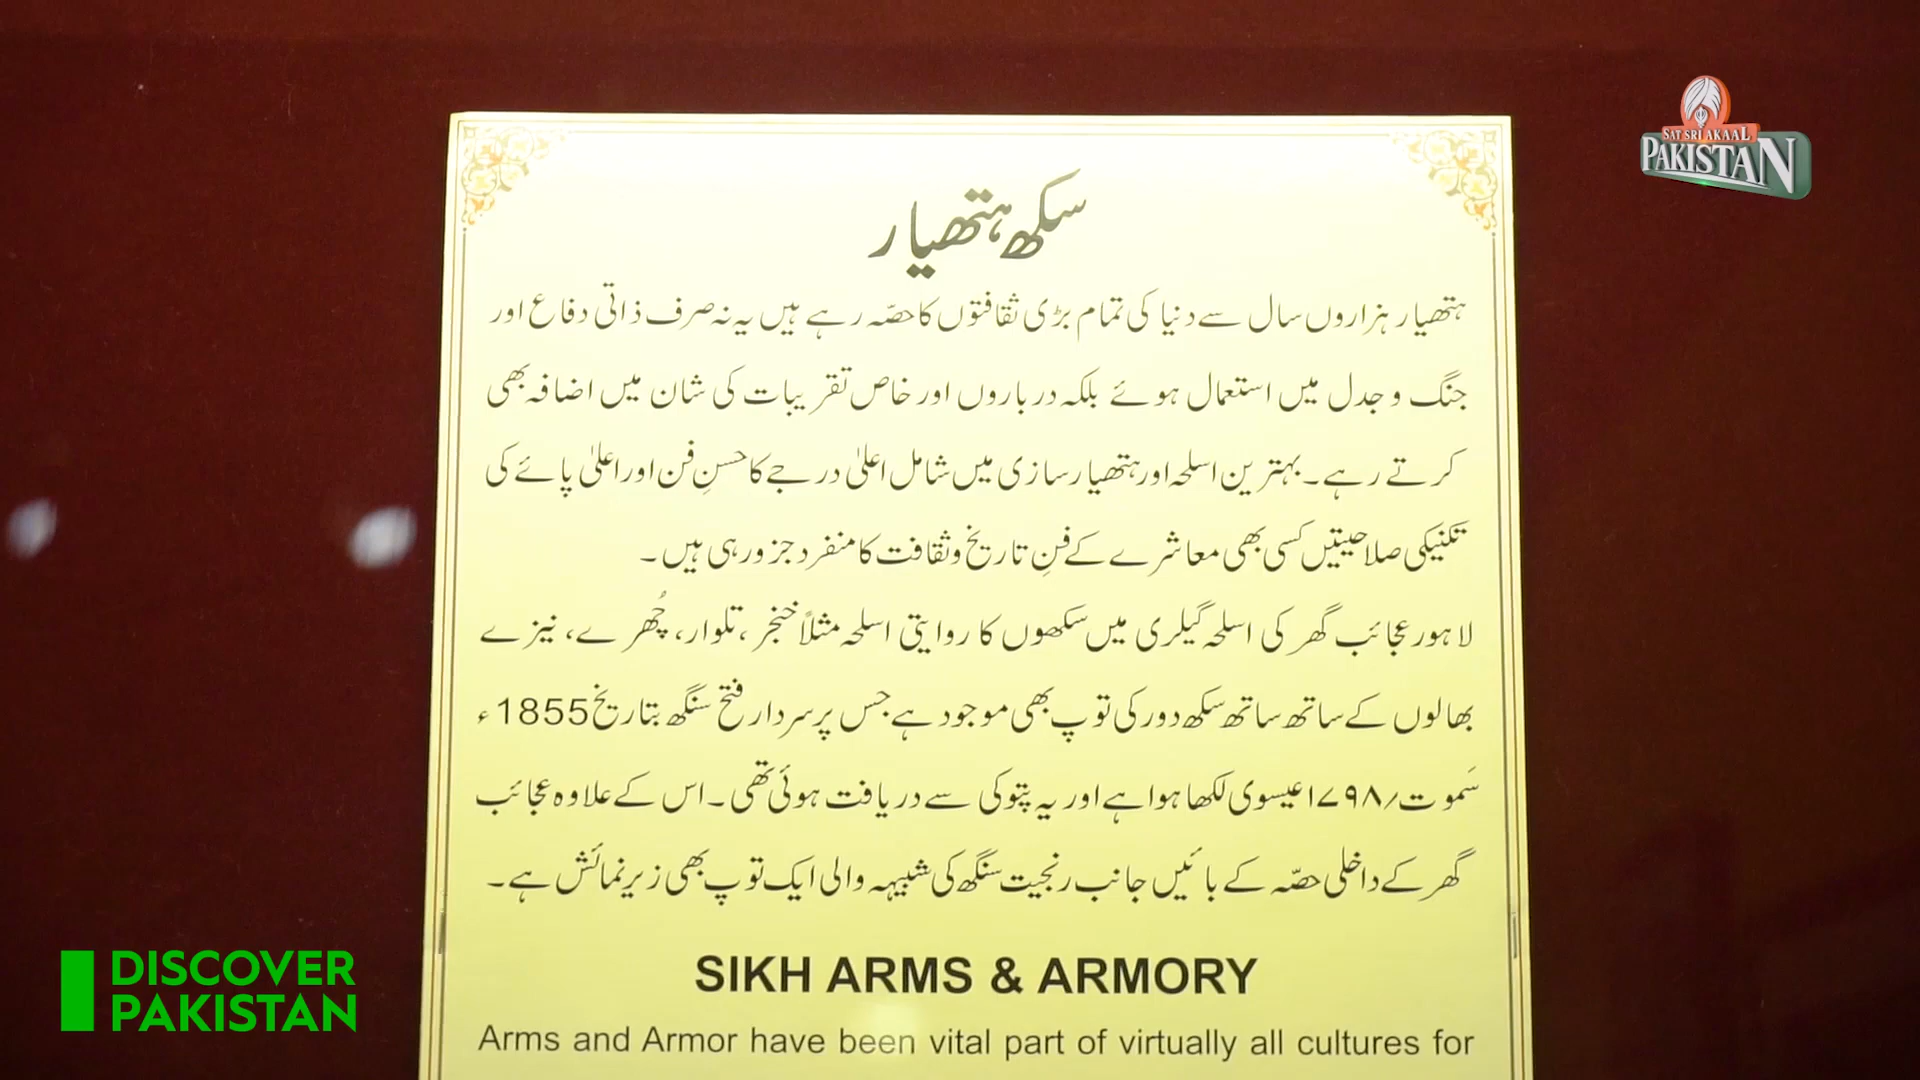 SAT SRI AKAAL
PAKISTAN
سکھ ہتھیار
ہتھیار ہزاروں سال سے دنیا کی تمام بڑی ثقافتوں کا حصّہ رہے ہیں یہ نہ صرف ذاتی دفاع اور
جنگ و جدل میں استعمال ہوئے بلکہ درباروں اور خاص تقریبات کی شان میں اضافہ بھی
کرتے رہے۔ بہترین اسلحہ اور ہتھیار سازی میں شامل اعلیٰ درجے کا حسنِ فن اور اعلیٰ پائے کی
تکنیکی صلاحیتیں کسی بھی معاشرے کے فنِ تاریخ و ثقافت کا منفرد جزو رہی ہیں۔
لاہور عجائب گھر کی اسلحہ گیلری میں سکھوں کا روایتی اسلحہ مثلاً خنجر، تلوار، چُھرے، نیزے
بھالوں کے ساتھ ساتھ سکھ دور کی توپ بھی موجود ہے جس پر سردار فتح سنگھ بتاریخ 1855ء
سَموت/۱۷۹۸عیسوی لکھا ہوا ہے اور یہ پتوکی سے دریافت ہوئی تھی۔ اس کے علاوہ عجائب
گھر کے داخلی حصّہ کے بائیں جانب رنجیت سنگھ کی شبیہہ والی ایک توپ بھی زیرِ نمائش ہے۔
SIKH ARMS & ARMORY
Arms and Armor have been vital part of virtually all cultures for
DISCOVER
PAKISTAN